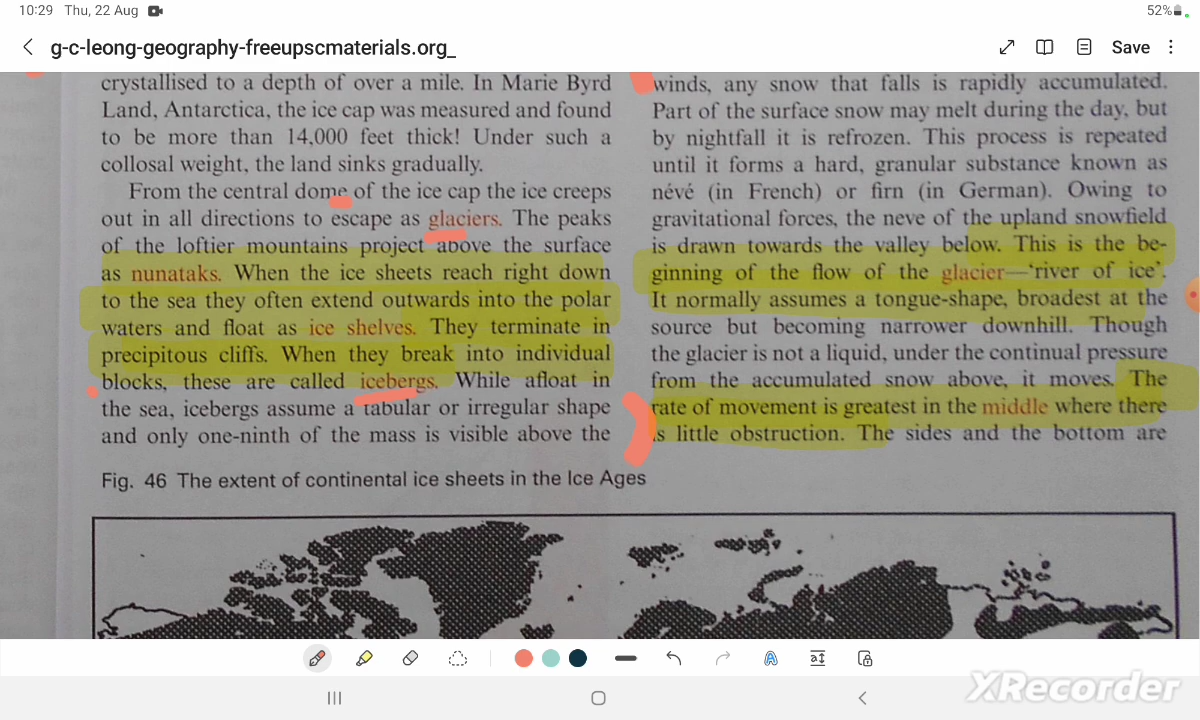 10:29 Thu, 22 Aug
52%
g-c-leong-geography-freeupscmaterials.org_
Save
crystallised to a depth of over a mile. In Marie Byrd
Land, Antarctica, the ice cap was measured and found
to be more than 14,000 feet thick! Under such a
collosal weight, the land sinks gradually.
From the central dome of the ice cap the ice creeps
out in all directions to escape as glaciers. The peaks
of the loftier mountains project above the surface
as nunataks. When the ice sheets reach right down
to the sea they often extend outwards into the polar
waters and float as ice shelves. They terminate in
precipitous cliffs. When they break into individual
blocks, these are called icebergs. While afloat in
the sea, icebergs assume a tabular or irregular shape
and only one-ninth of the mass is visible above the
winds, any snow that falls is rapidly accumulated.
Part of the surface snow may melt during the day, but
by nightfall it is refrozen. This process is repeated
until it forms a hard, granular substance known as
névé (in French) or firn (in German). Owing to
gravitational forces, the neve of the upland snowfield
is drawn towards the valley below. This is the be-
ginning of the flow of the glacier—‘river of ice’.
It normally assumes a tongue-shape, broadest at the
source but becoming narrower downhill. Though
the glacier is not a liquid, under the continual pressure
from the accumulated snow above, it moves. The
rate of movement is greatest in the middle where there
is little obstruction. The sides and the bottom are
Fig. 46 The extent of continental ice sheets in the Ice Ages
XRecorder